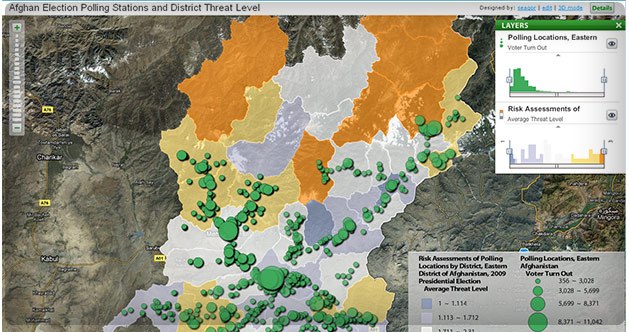 Afghan Election Polling Stations and District Threat Level
Designed by: seagor | edit | 3D mode
Details
LAYERS
Polling Locations, Eastern
Voter Turn Out
Risk Assessments of
Average Threat Level
A76
A76
Charikar
Kabul
A01
Mingora
Risk Assessments of Polling
Locations by District, Eastern
District of Afghanistan, 2009
Presidential Election
Average Threat Level
1 – 1.114
1.113 – 1.712
1.711 – 2.31
Polling Locations, Eastern
Afghanistan
Voter Turn Out
356 – 3,028
3,028 – 5,699
5,699 – 8,371
8,371 – 11,042